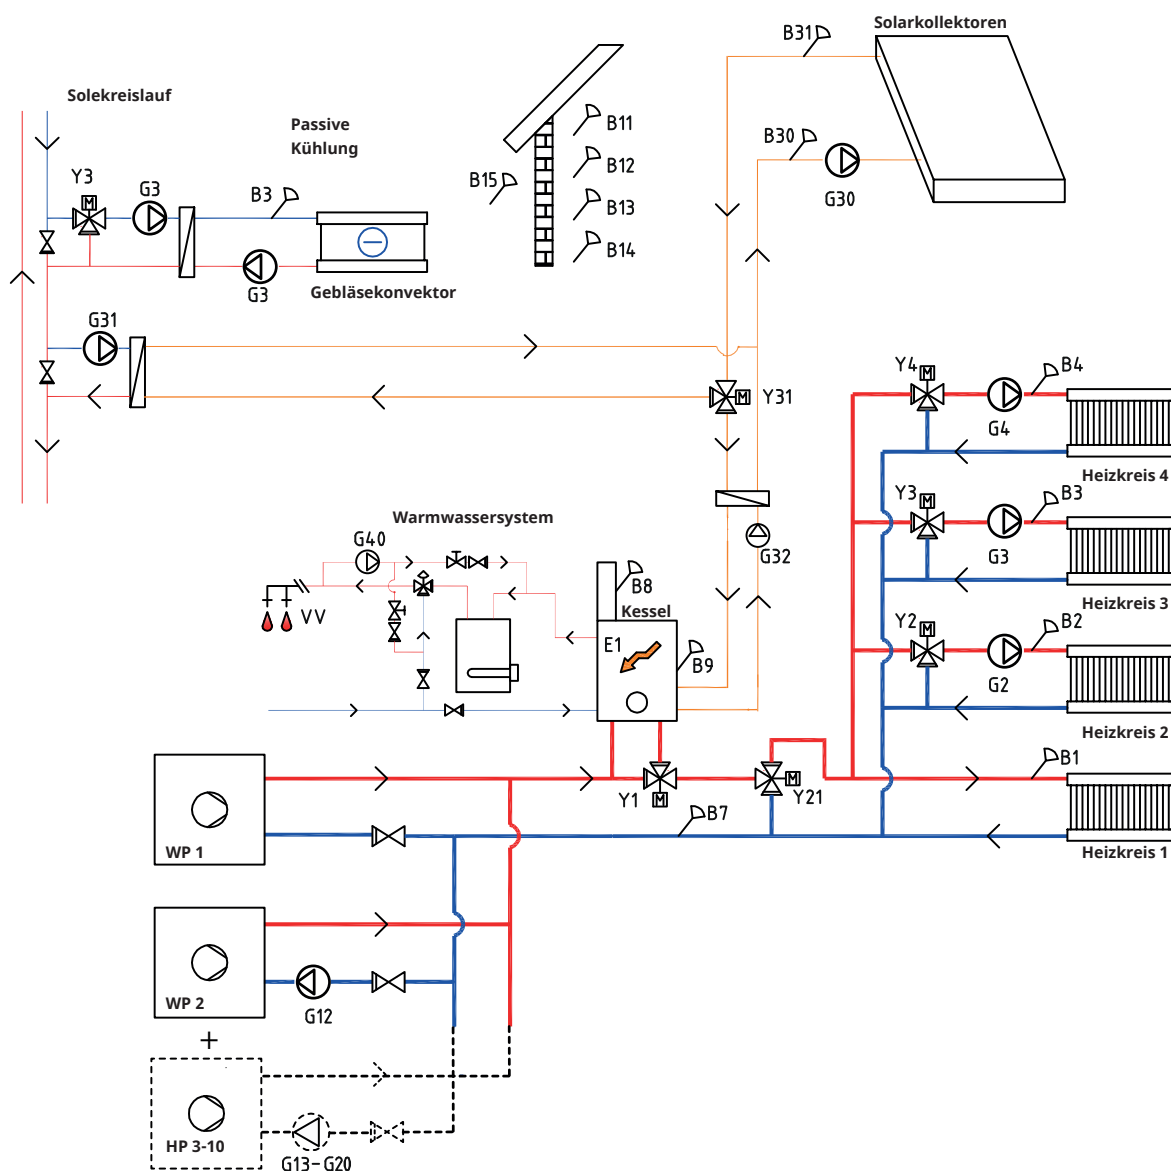 Solarkollektoren
B31
Solekreislauf
Passive
Kühlung
B11
B30
B12
Y3
G3
B3
B15
G30
B13
B14
M
G3
Gebläsekonvektor
G31
Y4
B4
M
Y31
M
G4
Heizkreis 4
Y3
B3
M
Warmwassersystem
G40
G32
G3
B8
Kessel
Heizkreis 3
VV
Y2
B2
M
E1
B9
G2
Heizkreis 2
B1
Y1
M
M
Y21
B7
WP 1
Heizkreis 1
WP 2
G12
+
HP 3-10
G13-G20